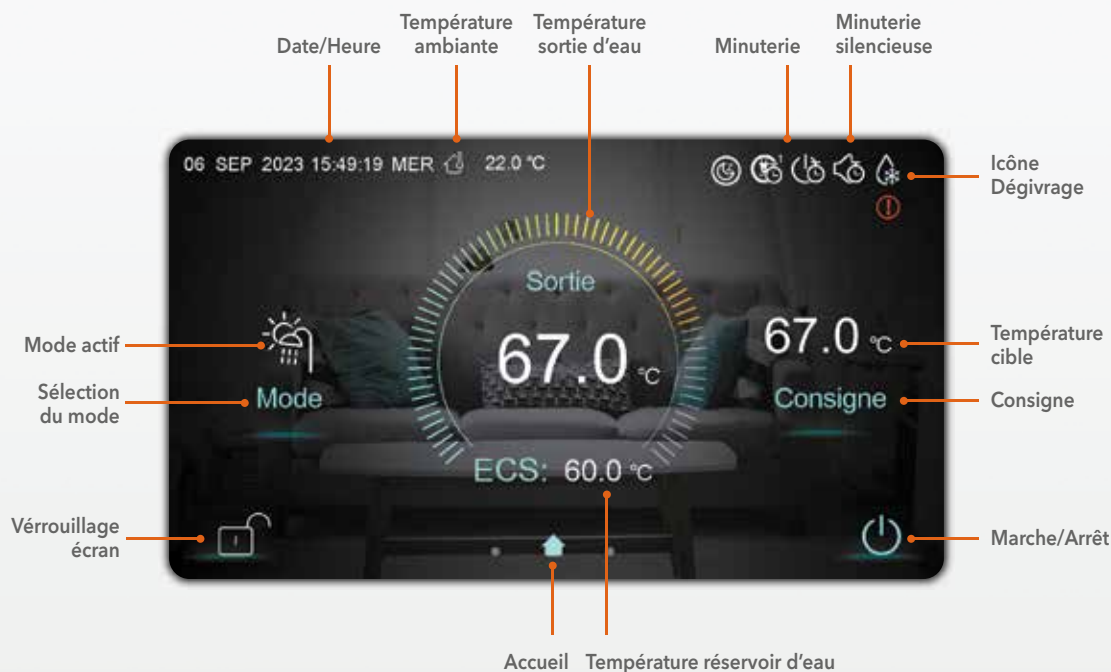 Date/Heure
Température
ambiante
Température
sortie d'eau
Minuterie
Minuterie
silencieuse
06 SEP 2023 15:49:19 MER 22.0 °C
1
Icône
Dégivrage
Sortie
67.0 °C
67.0 °C
Mode actif
Température
cible
Sélection
du mode
Mode
Consigne
Consigne
ECS: 60.0 °C
Vérrouillage
écran
Marche/Arrêt
Accueil
Température réservoir d'eau